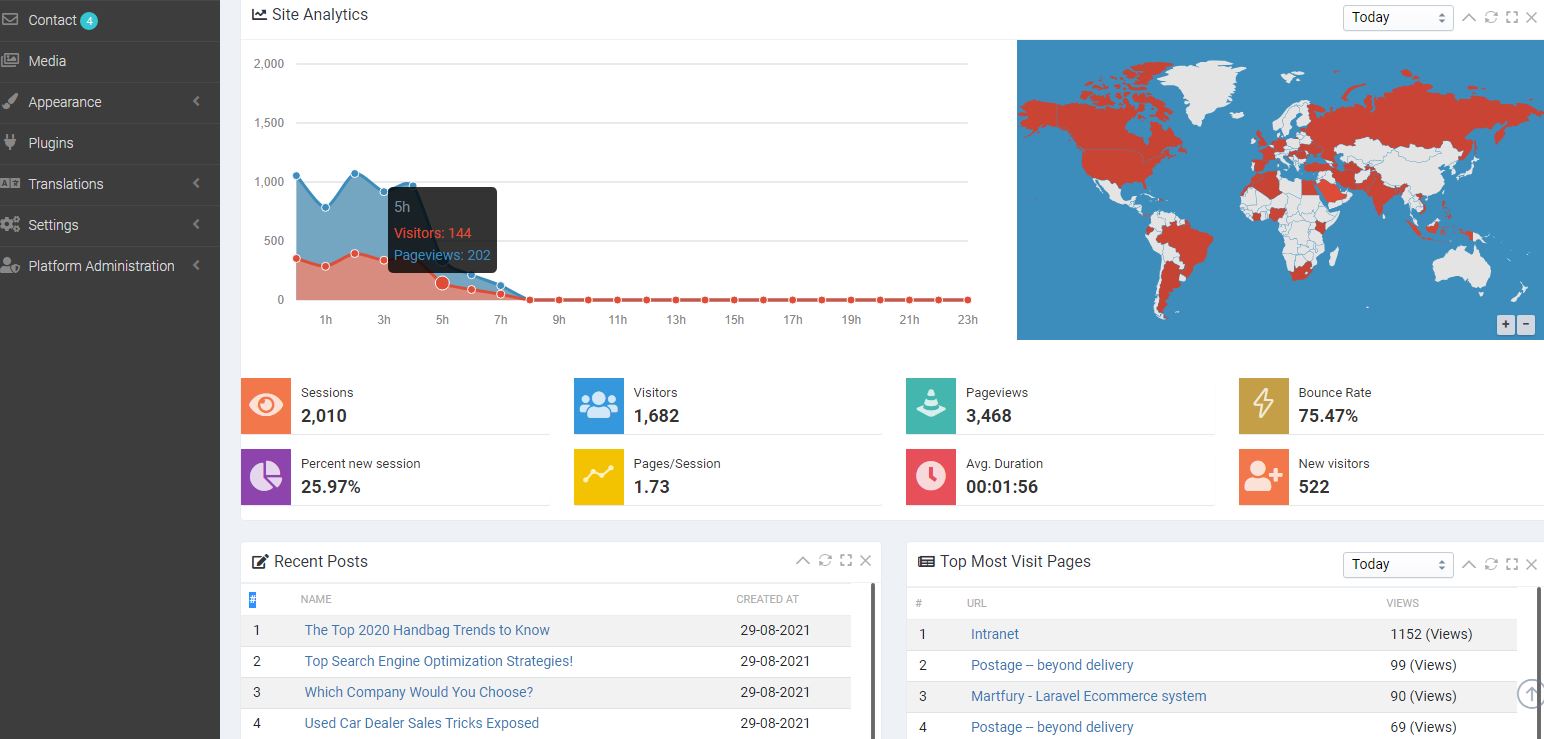 Contact 4
Media
Appearance
Plugins
Translations
Settings
Platform Administration
Site Analytics
Today
2,000
1,500
1,000
500
0
5h
Visitors: 144
Pageviews: 202
1h 3h 5h 7h 9h 11h 13h 15h 17h 19h 21h 23h
+ −
Sessions
2,010
Visitors
1,682
Pageviews
3,468
Bounce Rate
75.47%
Percent new session
25.97%
Pages/Session
1.73
Avg. Duration
00:01:56
New visitors
522
Recent Posts
# NAME CREATED AT
1 The Top 2020 Handbag Trends to Know 29-08-2021
2 Top Search Engine Optimization Strategies! 29-08-2021
3 Which Company Would You Choose? 29-08-2021
4 Used Car Dealer Sales Tricks Exposed 29-08-2021
Top Most Visit Pages
Today
# URL VIEWS
1 Intranet 1152 (Views)
2 Postage – beyond delivery 99 (Views)
3 Martfury - Laravel Ecommerce system 90 (Views)
4 Postage – beyond delivery 69 (Views)